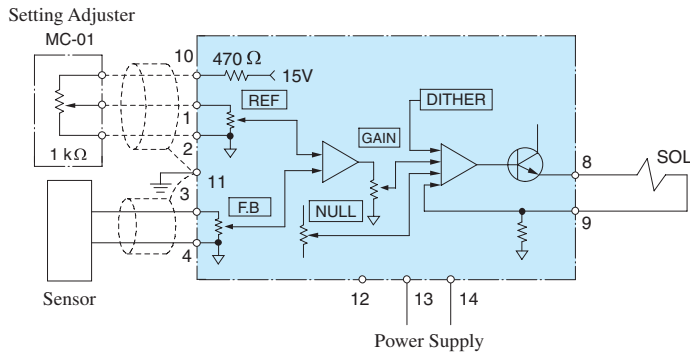 Setting Adjuster
MC-01
10
470 Ω
15V
REF
DITHER
1
1 kΩ
2
GAIN
SOL
8
11
3
F.B
NULL
9
4
Sensor
12
13
14
Power Supply